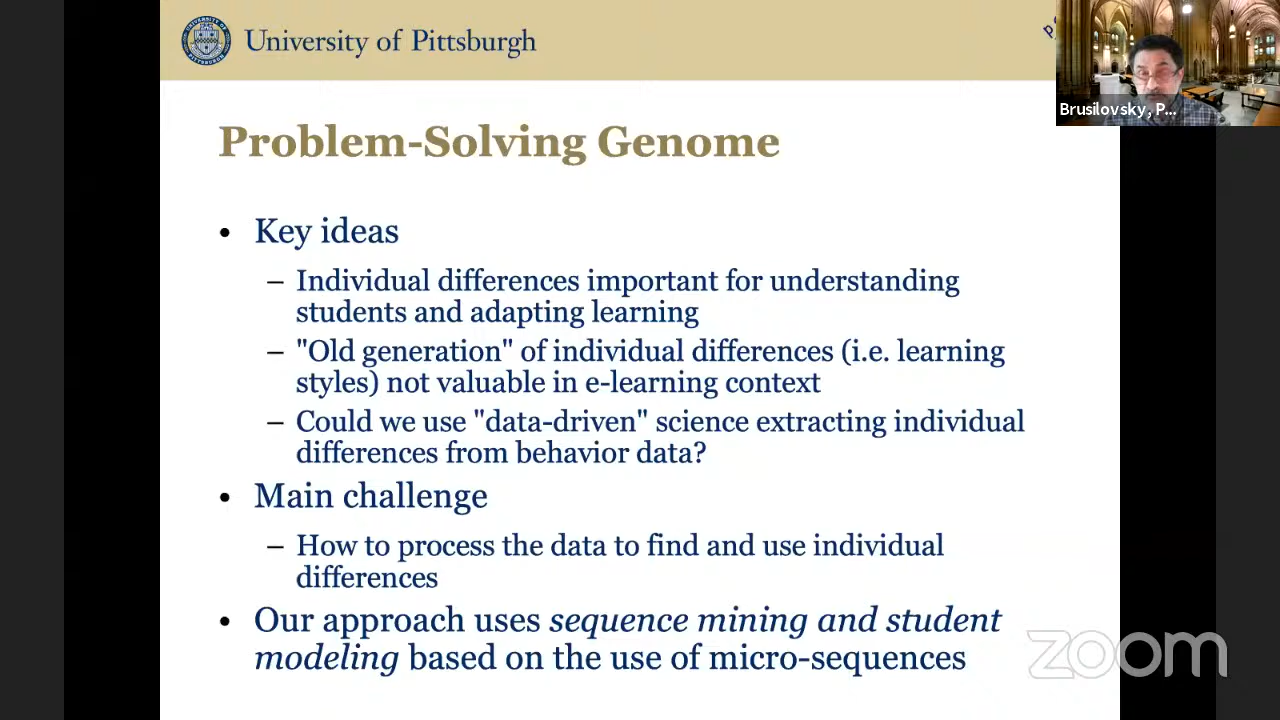 University of Pittsburgh
Brusilovsky, P...
Problem-Solving Genome
• Key ideas
– Individual differences important for understanding
students and adapting learning
– "Old generation" of individual differences (i.e. learning
styles) not valuable in e-learning context
– Could we use "data-driven" science extracting individual
differences from behavior data?
• Main challenge
– How to process the data to find and use individual
differences
• Our approach uses sequence mining and student
modeling based on the use of micro-sequences
zoom